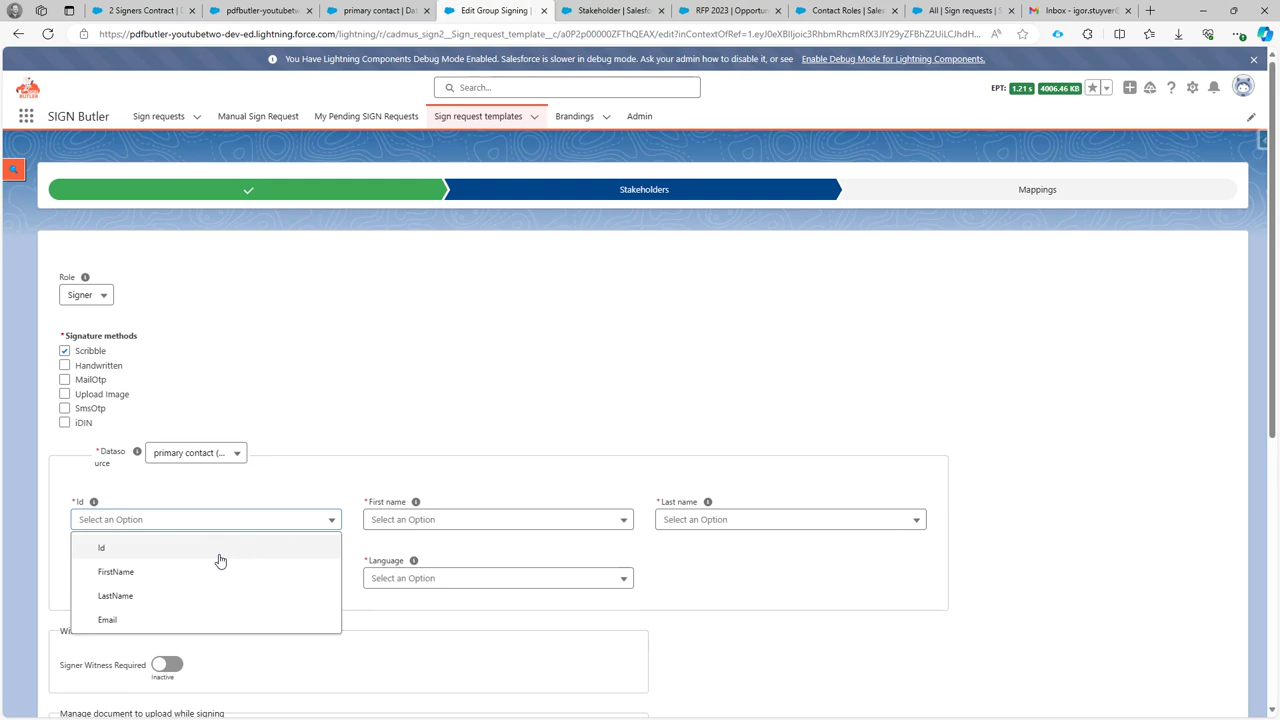 2 Signers Contract | D
pdfbutler-youtubetw
primary contact | Dat
Edit Group Signing |
Stakeholder | Salesfo
RFP 2023 | Opportun
Contact Roles | Sales
All | Sign requests | S
Inbox - igor.stuyver@
https://pdfbutler-youtubetwo-dev-ed.lightning.force.com/lightning/r/cadmus_sign2__Sign_request_template__c/a0P2p00000ZFThQEAX/edit?inContextOfRef=1.eyJ0eXBlIjoic3RhbmRhcmRfX3JlY29yZFBhZ2UiLCJhdH...
You Have Lightning Components Debug Mode Enabled. Salesforce is slower in debug mode. Ask your admin how to disable it, or see Enable Debug Mode for Lightning Components.
Search...
EPT: 1.21 s 4006.46 KB
SIGN Butler
Sign requests
Manual Sign Request
My Pending SIGN Requests
Sign request templates
Brandings
Admin
Stakeholders
Mappings
Role
Signer
*Signature methods
Scribble
Handwritten
MailOtp
Upload Image
SmsOtp
iDIN
* Dataso
urce
primary contact (...
* Id
* First name
* Last name
Select an Option
Select an Option
Select an Option
Id
FirstName
LastName
Email
* Language
Select an Option
Wi
Signer Witness Required
Inactive
Manage document to upload while signing